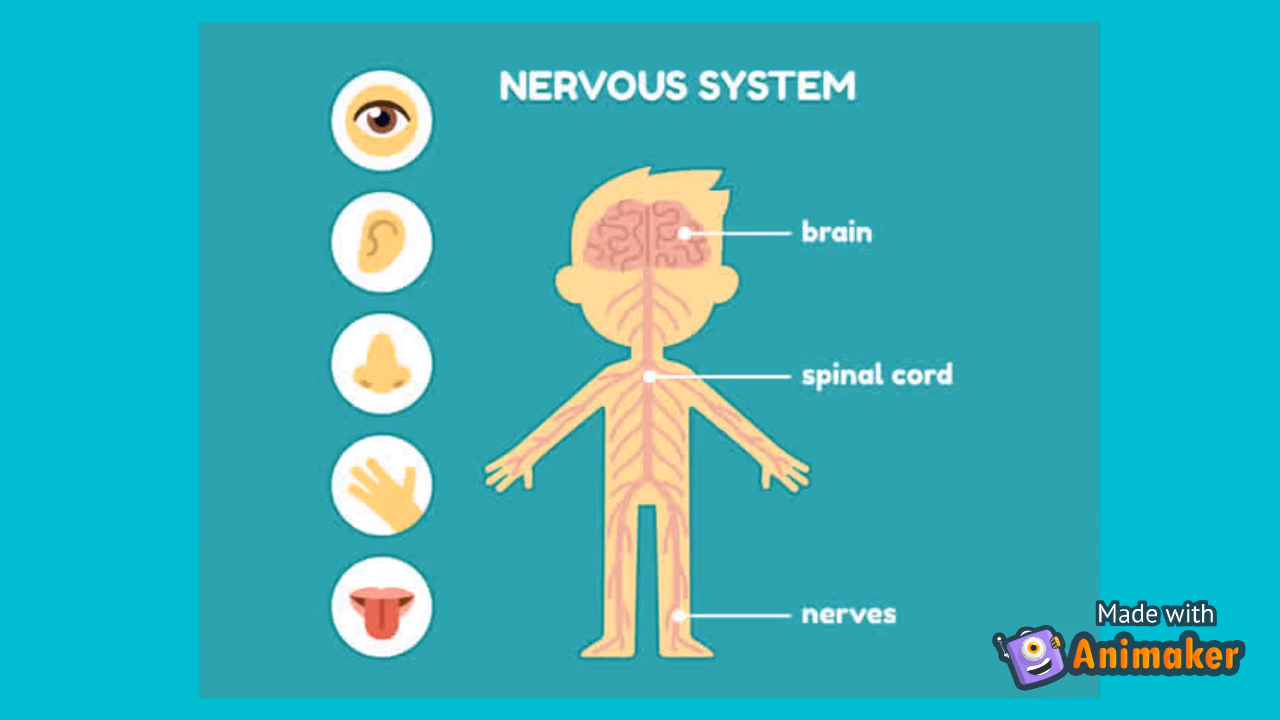 NERVOUS SYSTEM
brain
spinal cord
nerves
Made with
Animaker